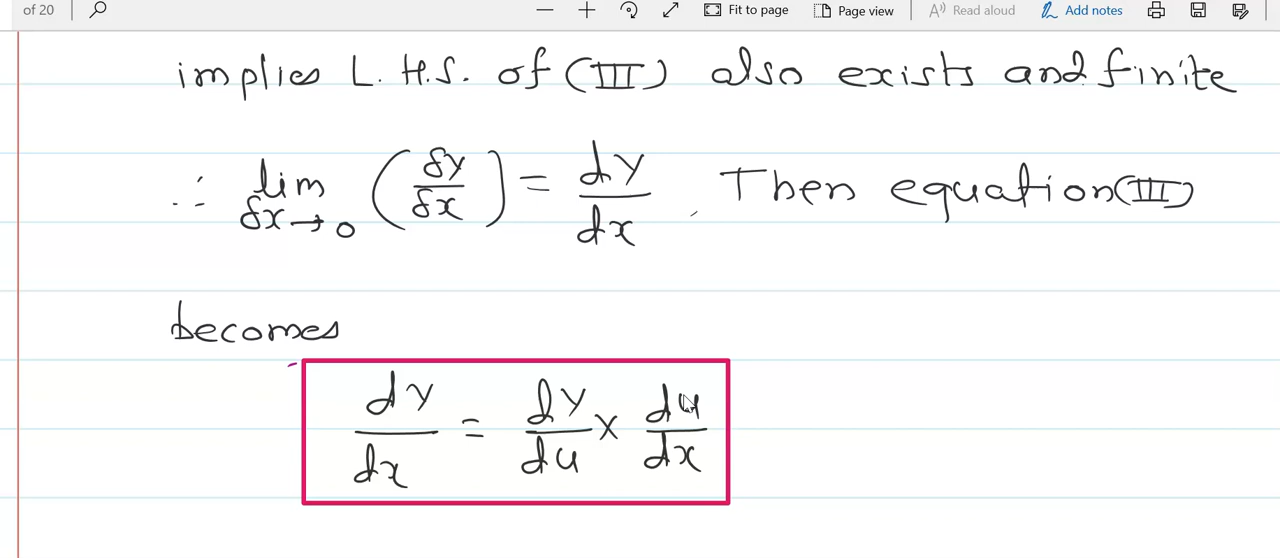 of 20 Fit to page Page view Read aloud Add notes
implies L.H.S. of (III) also exists and finite
∴ lim δx→0 (δy/δx) = dy/dx. Then equation (III)
becomes
dy/dx = dy/du × du/dx